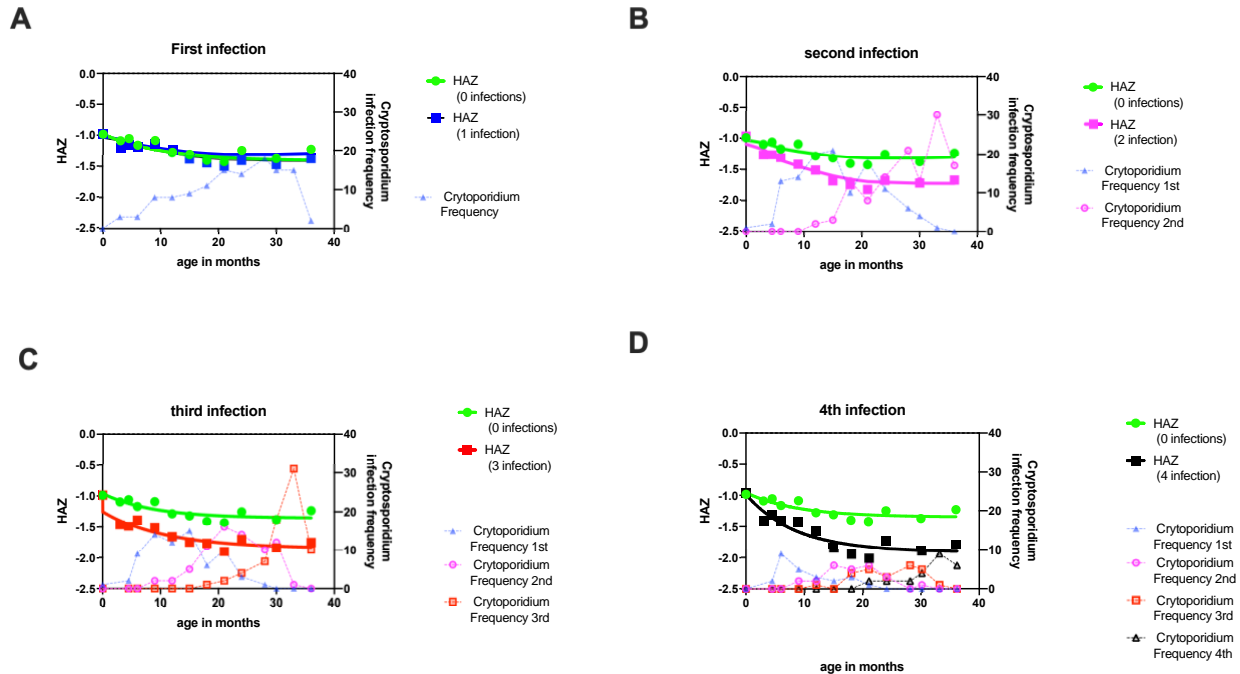 A
First infection
0.0
-0.5
-1.0
-1.5
-2.0
-2.5
HAZ
0
10
20
30
40
age in months
40
30
20
10
0
Cryptosporidium
infection frequency
HAZ
(0 infections)
HAZ
(1 infection)
Crytoporidium
Frequency
B
second infection
0.0
-0.5
-1.0
-1.5
-2.0
-2.5
HAZ
0
10
20
30
40
age in months
40
30
20
10
0
Cryptosporidium
infection frequency
HAZ
(0 infections)
HAZ
(2 infection)
Crytoporidium
Frequency 1st
Crytoporidium
Frequency 2nd
C
third infection
0.0
-0.5
-1.0
-1.5
-2.0
-2.5
HAZ
0
10
20
30
40
age in months
40
30
20
10
0
Cryptosporidium
infection frequency
HAZ
(0 infections)
HAZ
(3 infection)
Crytoporidium
Frequency 1st
Crytoporidium
Frequency 2nd
Crytoporidium
Frequency 3rd
D
4th infection
0.0
-0.5
-1.0
-1.5
-2.0
-2.5
HAZ
0
10
20
30
40
age in months
40
30
20
10
0
Cryptosporidium
infection frequency
HAZ
(0 infections)
HAZ
(4 infection)
Crytoporidium
Frequency 1st
Crytoporidium
Frequency 2nd
Crytoporidium
Frequency 3rd
Crytoporidium
Frequency 4th